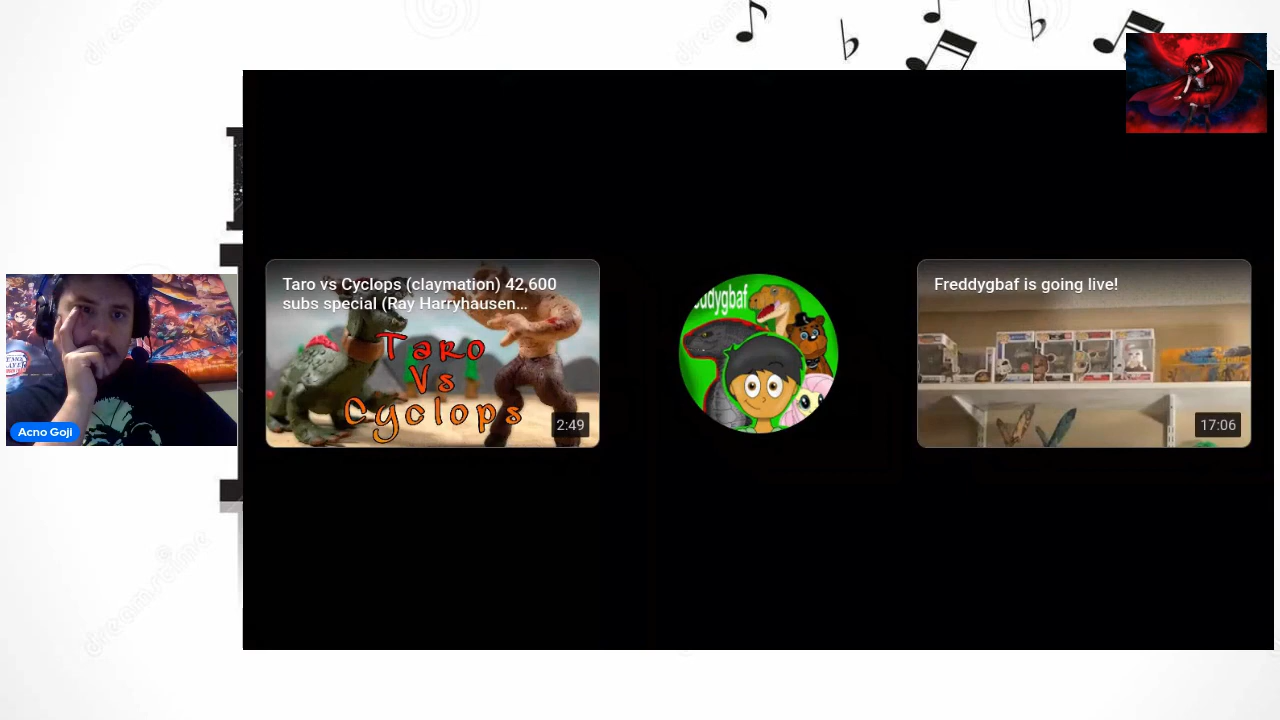 Taro vs Cyclops (claymation) 42,600
subs special (Ray Harryhausen...
Taro
Vs
Cyclops
2:49
Freddygbaf is going live!
17:06
Acno Goji
dreamstime